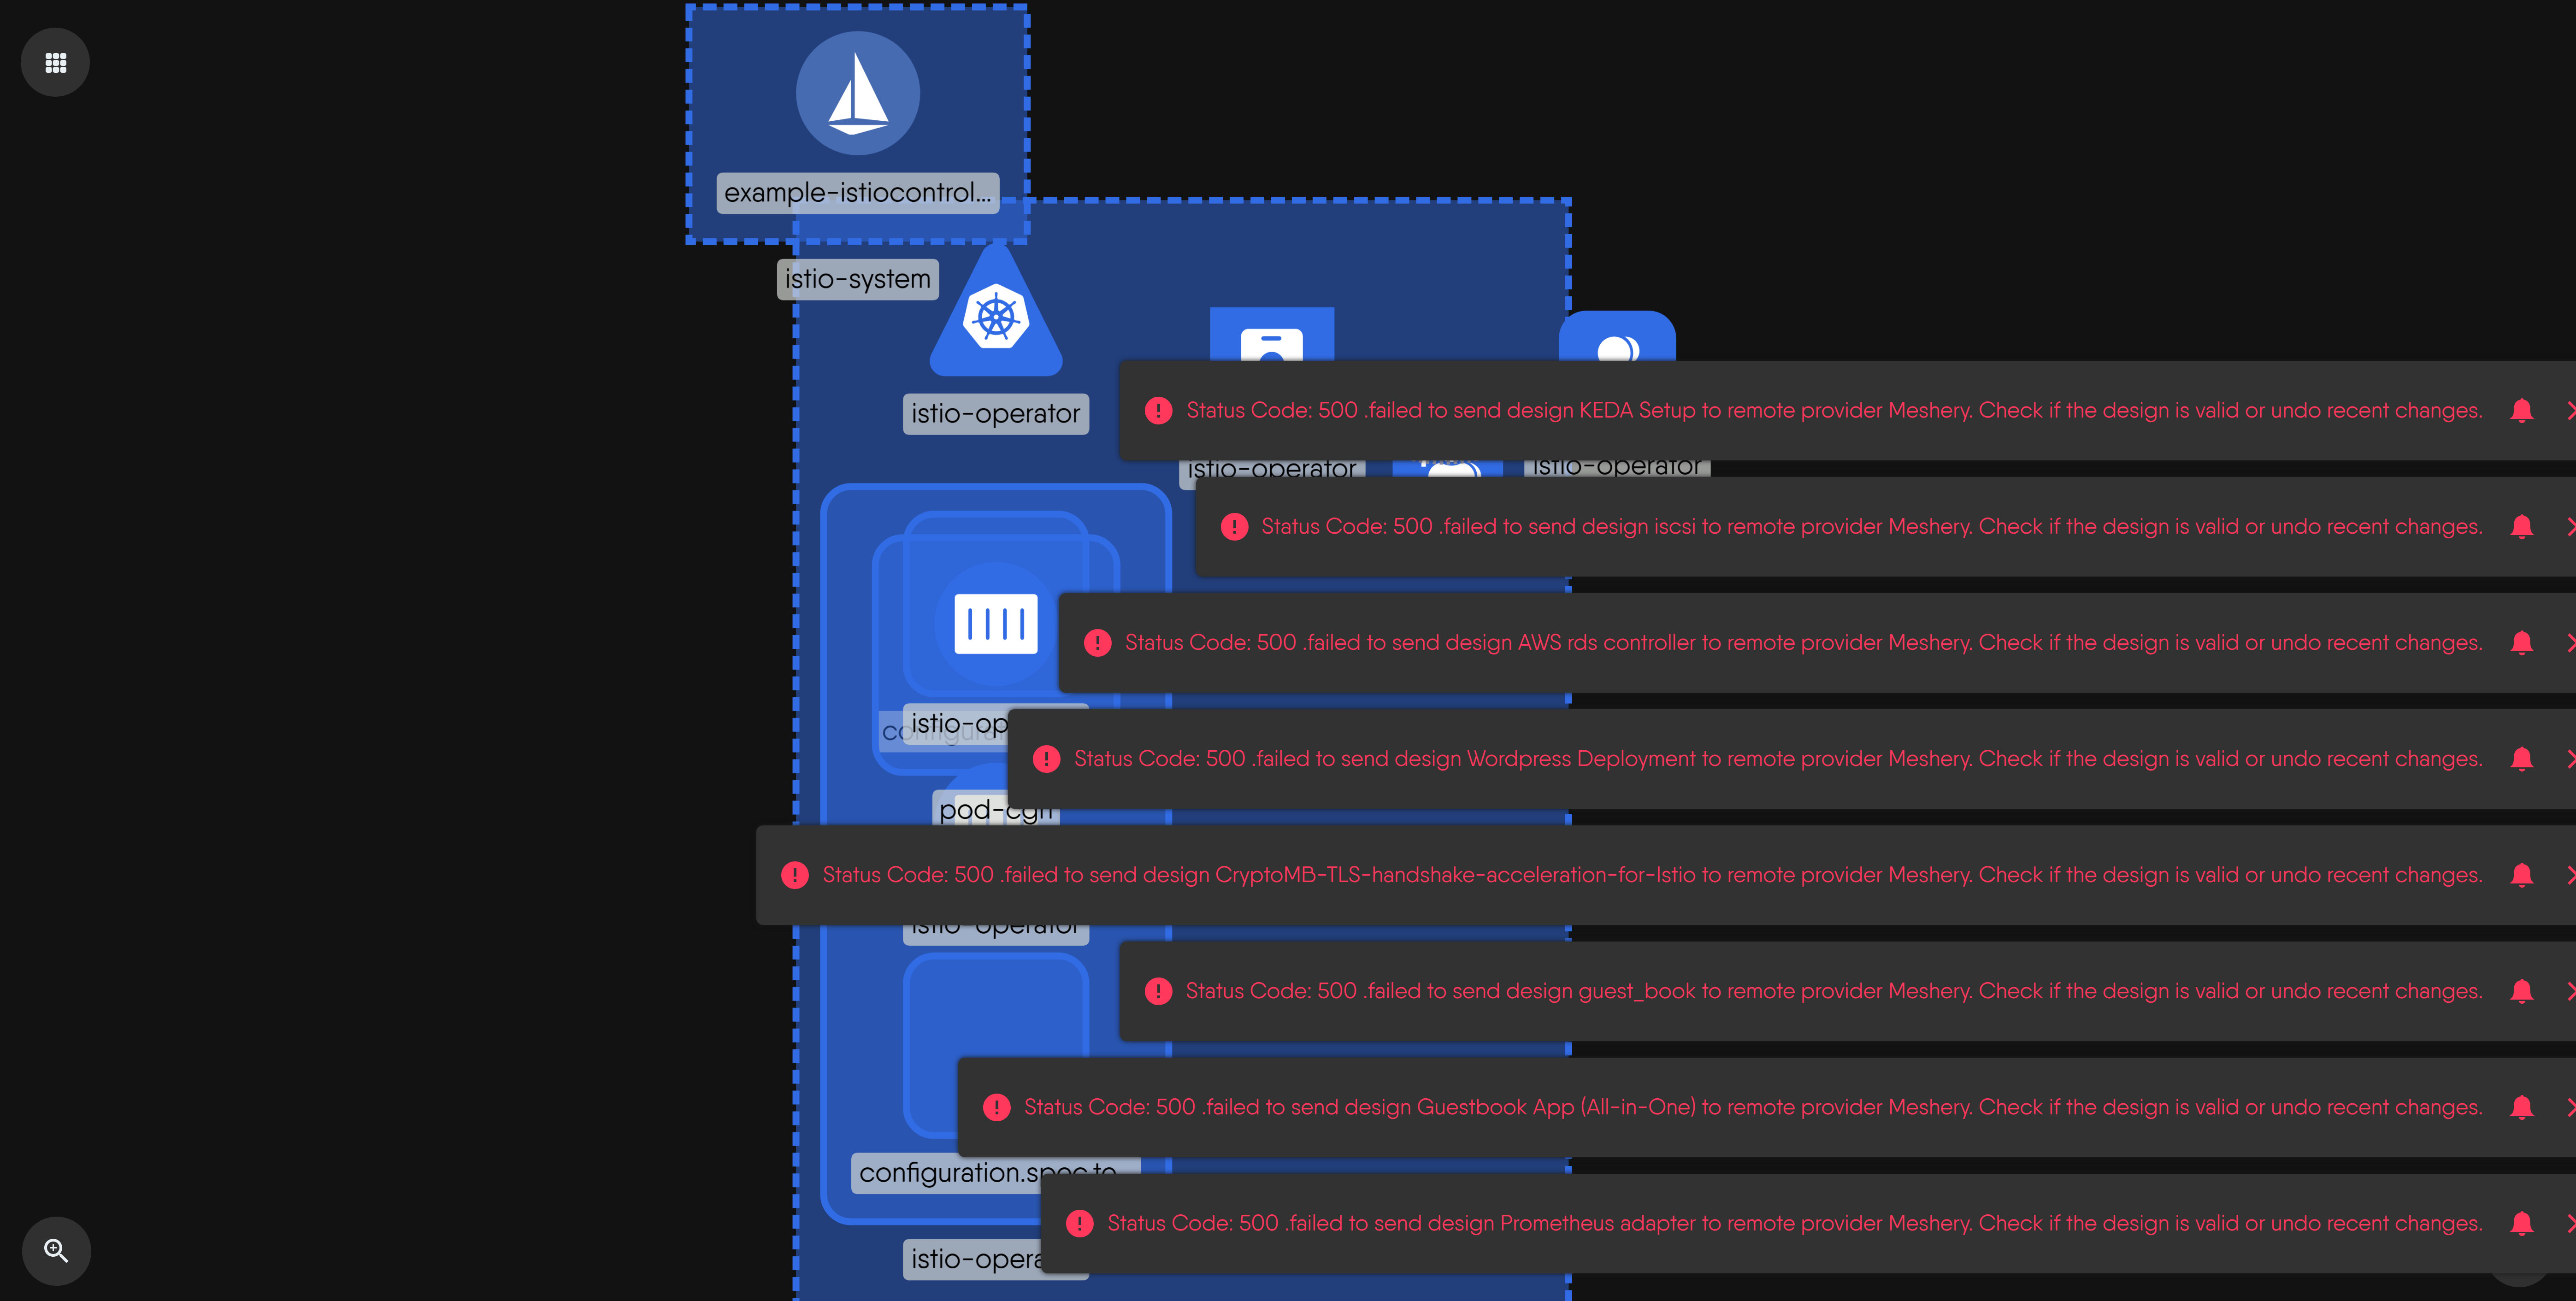 example-istiocontrol...
istio-system
istio-operator
Status Code: 500 .failed to send design KEDA Setup to remote provider Meshery. Check if the design is valid or undo recent changes.
istio-operator
istio-operator
Status Code: 500 .failed to send design iscsi to remote provider Meshery. Check if the design is valid or undo recent changes.
Status Code: 500 .failed to send design AWS rds controller to remote provider Meshery. Check if the design is valid or undo recent changes.
istio-op
Status Code: 500 .failed to send design Wordpress Deployment to remote provider Meshery. Check if the design is valid or undo recent changes.
pod-cgn
Status Code: 500 .failed to send design CryptoMB-TLS-handshake-acceleration-for-Istio to remote provider Meshery. Check if the design is valid or undo recent changes.
istio-operator
Status Code: 500 .failed to send design guest_book to remote provider Meshery. Check if the design is valid or undo recent changes.
Status Code: 500 .failed to send design Guestbook App (All-in-One) to remote provider Meshery. Check if the design is valid or undo recent changes.
configuration.spec.te
Status Code: 500 .failed to send design Prometheus adapter to remote provider Meshery. Check if the design is valid or undo recent changes.
istio-opera